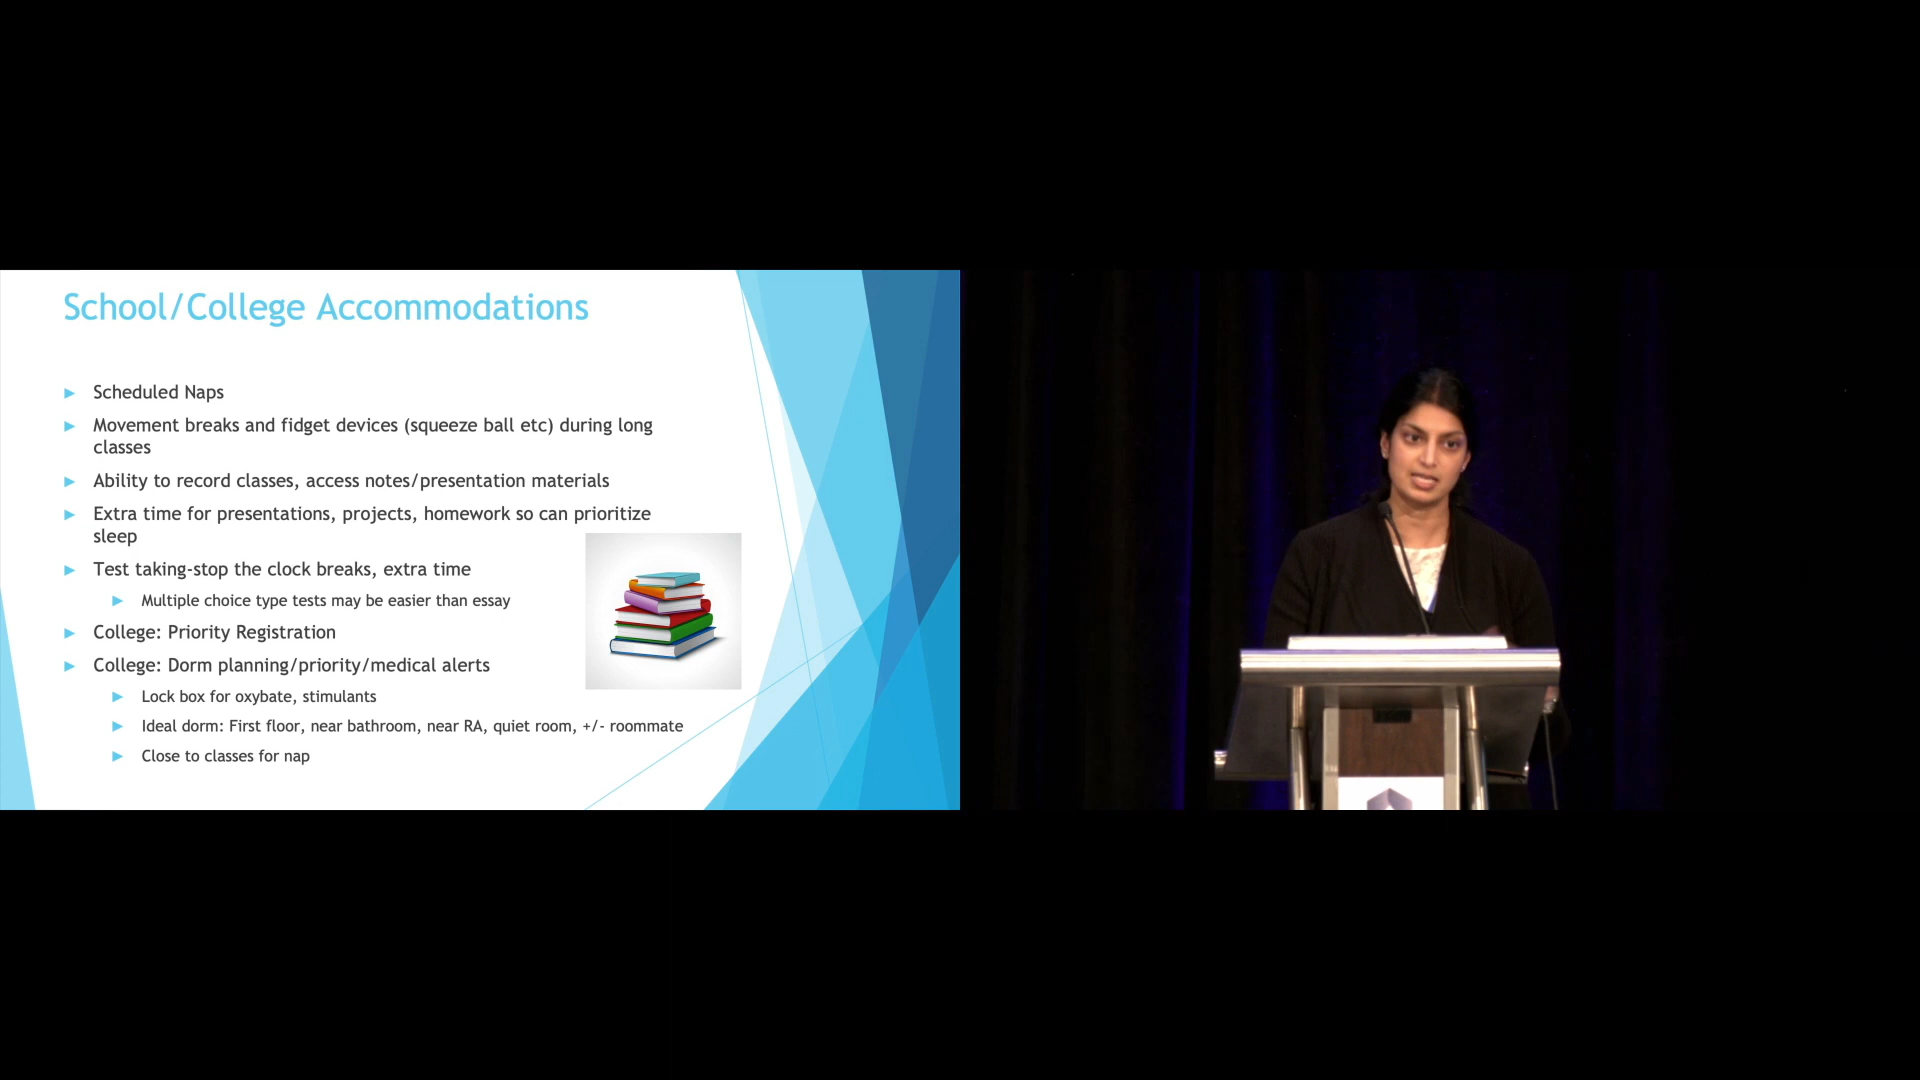 School/College Accommodations
Scheduled Naps
Movement breaks and fidget devices (squeeze ball etc) during long
classes
Ability to record classes, access notes/presentation materials
Extra time for presentations, projects, homework so can prioritize
sleep
Test taking-stop the clock breaks, extra time
Multiple choice type tests may be easier than essay
College: Priority Registration
College: Dorm planning/priority/medical alerts
Lock box for oxybate, stimulants
Ideal dorm: First floor, near bathroom, near RA, quiet room, +/- roommate
Close to classes for nap